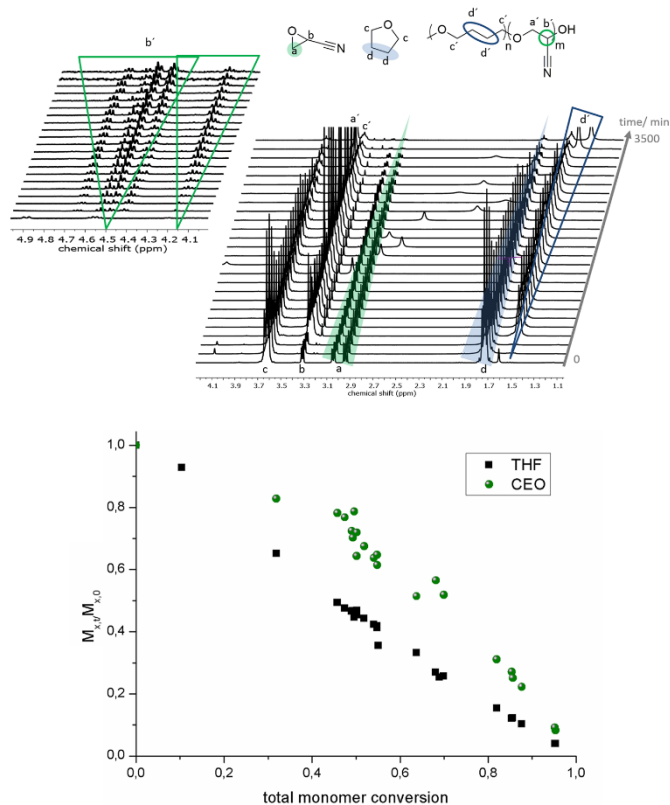 d´
b´
O
b
a
N
O
c
c
d
d
O
c´
d´
d´
c´
n
O
a´
b´
OH
m
N
a´
c´
d´
time/ min
3500
0
4.9 4.8 4.7 4.6 4.5 4.4 4.3 4.2 4.1
chemical shift (ppm)
c b a d
4.1 3.9 3.7 3.5 3.3 3.1 2.9 2.7 2.5 2.3 2.1 1.9 1.7 1.5 1.3 1.1
chemical shift (ppm)
THF
CEO
1,0
0,8
0,6
0,4
0,2
0,0
Mx,t/Mx,0
0,0 0,2 0,4 0,6 0,8 1,0
total monomer conversion